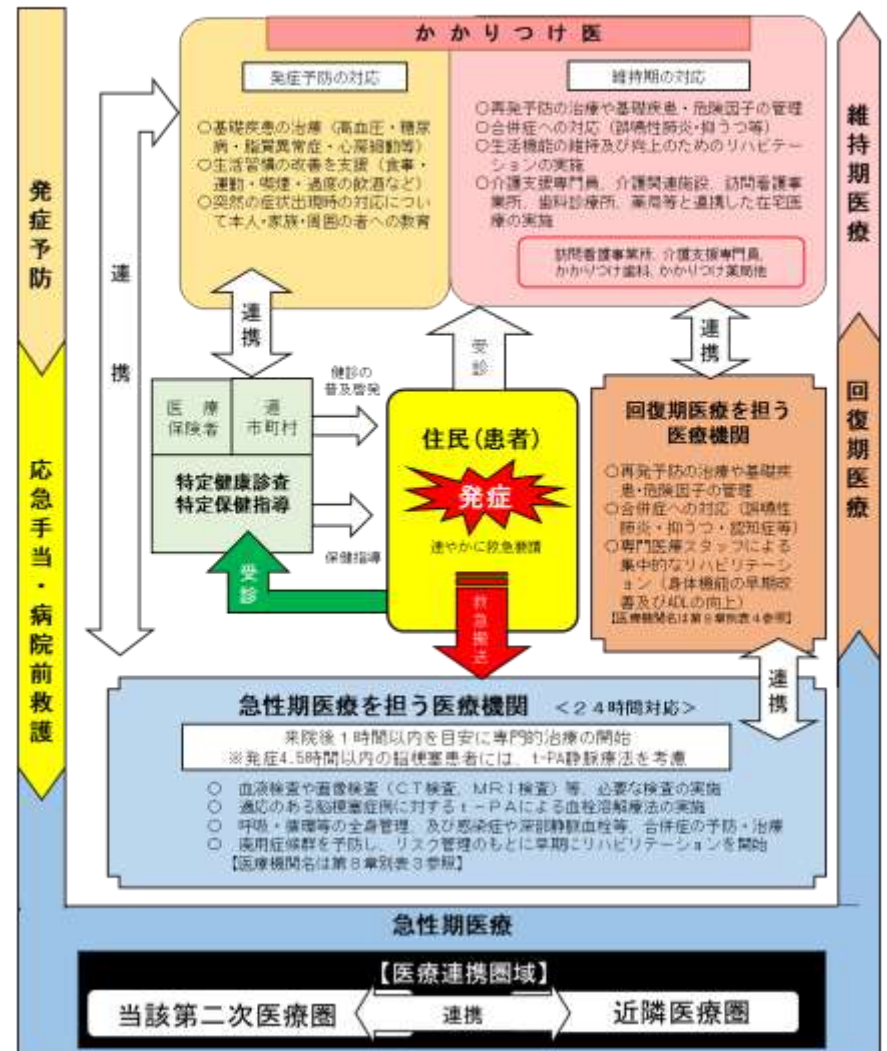 かかりつけ医
発症予防の対応
○基礎疾患の治療（高血圧・糖尿
病・脂質異常症・心房細動等）
○生活習慣の改善を支援（食事・
運動・喫煙・過度の飲酒など）
○突然の症状出現時の対応につい
て本人・家族・周囲の者への教育
維持期の対応
○再発予防の治療や基礎疾患・危険因子の管理
○合併症への対応（誤嚥性肺炎・抑うつ等）
○生活機能の維持及び向上のためのリハビテー
ションの実施
○介護支援専門員、介護関連施設、訪問看護事
業所、歯科診療所、薬局等と連携した在宅医
療の実施
訪問看護事業所、介護支援専門員、
かかりつけ歯科、かかりつけ薬局他
発症予防
応急手当・病院前救護
維持期医療
回復期医療
連携
連携
受診
連携
医療
保険者
道
市町村
特定健康診査
特定保健指導
健診の
普及啓発
保健指導
受診
住民(患者)
発症
速やかに救急要請
救急搬送
回復期医療を担う
医療機関
○再発予防の治療や基礎疾
患・危険因子の管理
○合併症への対応（誤嚥性
肺炎・抑うつ・認知症等）
○専門医療スタッフによる
集中的なリハビリテーシ
ョン（身体機能の早期改
善及びADLの向上）
【医療機関名は第８章別表４参照】
連携
急性期医療を担う医療機関 ＜２４時間対応＞
来院後１時間以内を目安に専門的治療の開始
※発症4.5時間以内の脳梗塞患者には、t-PA静脈療法を考慮
○ 血液検査や画像検査（ＣＴ検査、ＭＲＩ検査）等、必要な検査の実施
○ 適応のある脳梗塞症例に対するｔ－ＰＡによる血栓溶解療法の実施
○ 呼吸・循環等の全身管理、及び感染症や深部静脈血栓等、合併症の予防・治療
○ 廃用症候群を予防し、リスク管理のもとに早期にリハビリテーションを開始
【医療機関名は第８章別表３参照】
急性期医療
【医療連携圏域】
当該第二次医療圏
連携
近隣医療圏